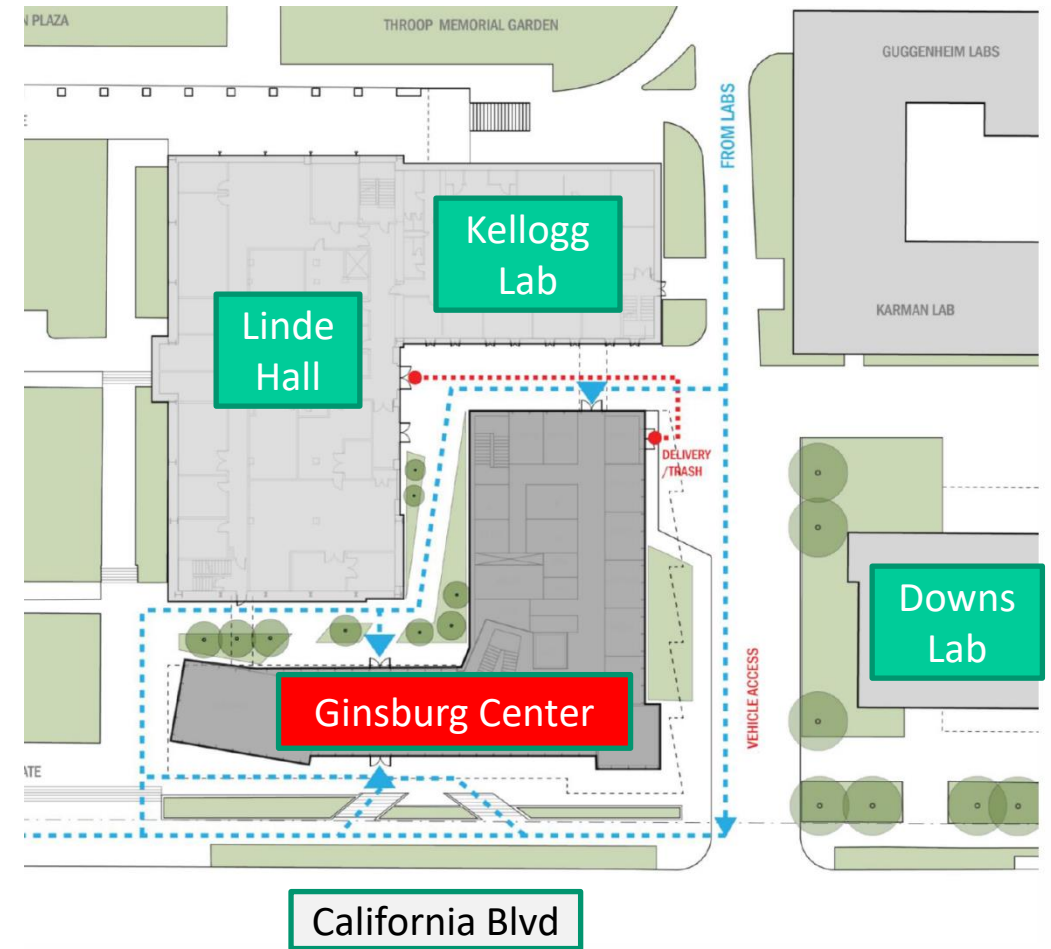 N PLAZA
THROOP MEMORIAL GARDEN
GUGGENHEIM LABS
FROM LABS
Kellogg
Lab
Linde
Hall
KARMAN LAB
DELIVERY
/TRASH
Downs
Lab
VEHICLE ACCESS
Ginsburg Center
ATE
California Blvd